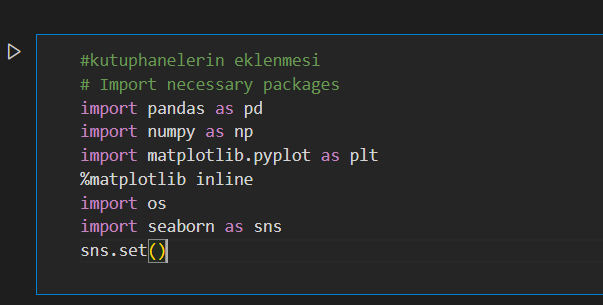 #kutuphanelerin eklenmesi
# Import necessary packages
import pandas as pd
import numpy as np
import matplotlib.pyplot as plt
%matplotlib inline
import os
import seaborn as sns
sns.set()